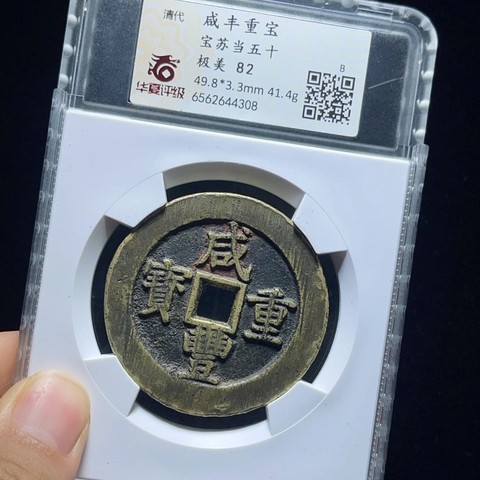 清代
咸丰重宝
宝苏当五十
极美 82
B
49.8*3.3mm 41.4g
6562644308
华夏评级
咸
豐
重
寶